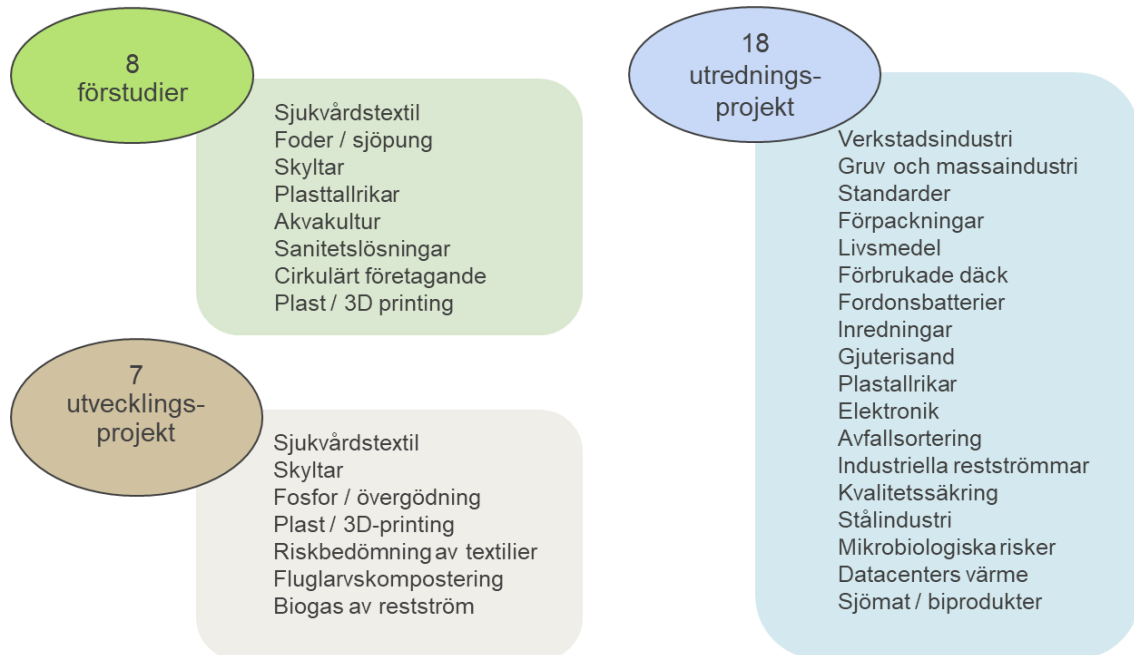 8
förstudier
Sjukvårdstextil
Foder / sjöpung
Skyltar
Plasttallrikar
Akvakultur
Sanitetslösningar
Cirkulärt företagande
Plast / 3D printing
7
utvecklings-
projekt
Sjukvårdstextil
Skyltar
Fosfor / övergödning
Plast / 3D-printing
Riskbedömning av textilier
Fluglarvskompostering
Biogas av restström
18
utrednings-
projekt
Verkstadsindustri
Gruv och massaindustri
Standarder
Förpackningar
Livsmedel
Förbrukade däck
Fordonsbatterier
Inredningar
Gjuterisand
Plastallrikar
Elektronik
Avfallsortering
Industriella restströmmar
Kvalitetssäkring
Stålindustri
Mikrobiologiska risker
Datacenters värme
Sjömat / biprodukter